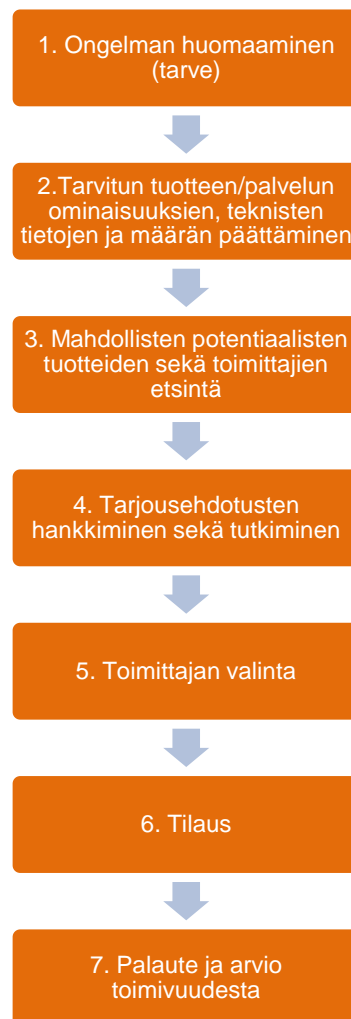 1. Ongelman huomaaminen
(tarve)
2.Tarvitun tuotteen/palvelun
ominaisuuksien, teknisten
tietojen ja määrän päättäminen
3. Mahdollisten potentiaalisten
tuotteiden sekä toimittajien
etsintä
4. Tarjousehdotusten
hankkiminen sekä tutkiminen
5. Toimittajan valinta
6. Tilaus
7. Palaute ja arvio
toimivuudesta